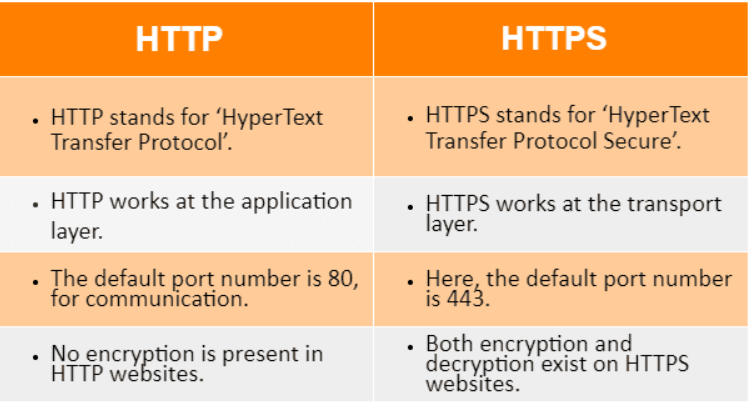 HTTP
HTTPS
• HTTP stands for ‘HyperText
Transfer Protocol’.
• HTTPS stands for ‘HyperText
Transfer Protocol Secure’.
• HTTP works at the application
layer.
• HTTPS works at the transport
layer.
• The default port number is 80,
for communication.
• Here, the default port number
is 443.
• No encryption is present in
HTTP websites.
• Both encryption and
decryption exist on HTTPS
websites.